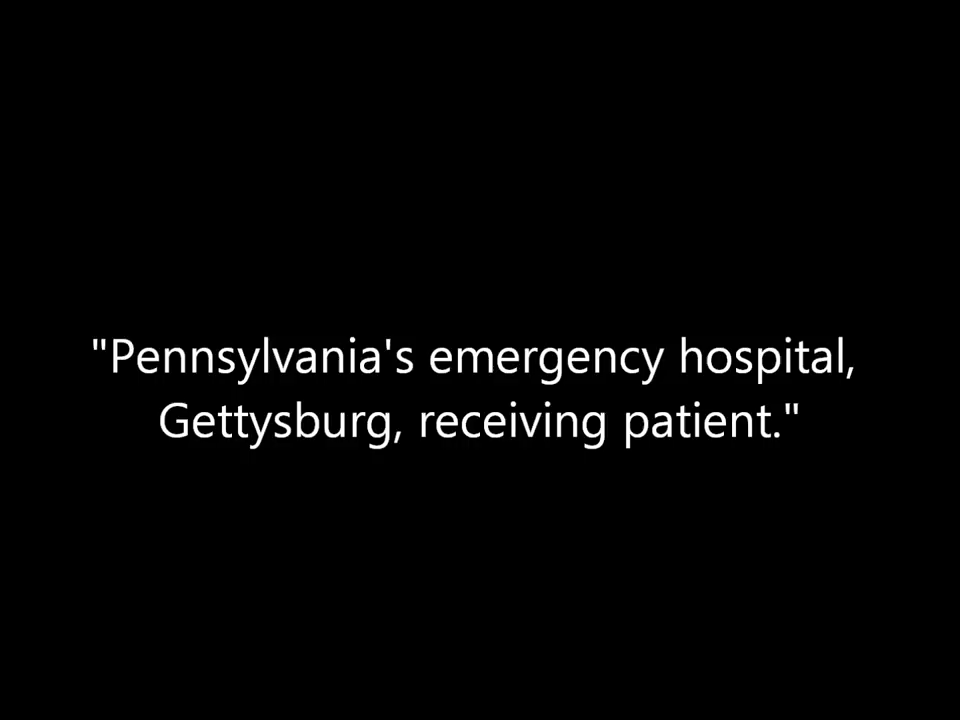 "Pennsylvania's emergency hospital,
Gettysburg, receiving patient."